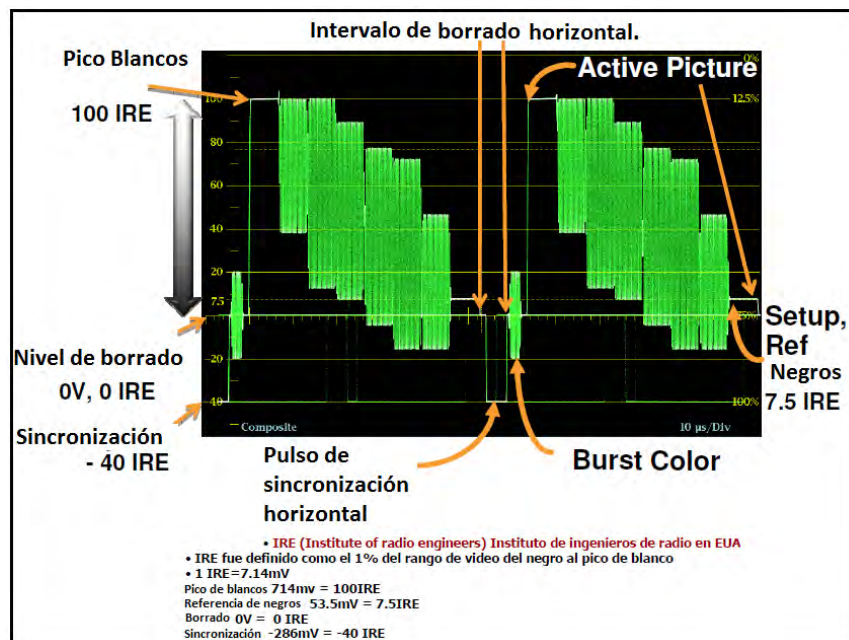 Intervalo de borrado horizontal.
Pico Blancos
100 IRE
Active Picture
0%
100
12.5%
80
60
40
20
7.5
Setup,
Ref
Negros
7.5 IRE
Nivel de borrado
0V, 0 IRE
-20
40
100%
Composite
10 µs/Div
Sincronización
- 40 IRE
Pulso de
sincronización
horizontal
Burst Color
• IRE (Institute of radio engineers) Instituto de ingenieros de radio en EUA
• IRE fue definido como el 1% del rango de video del negro al pico de blanco
• 1 IRE=7.14mV
Pico de blancos 714mv = 100IRE
Referencia de negros 53.5mV = 7.5IRE
Borrado 0V = 0 IRE
Sincronización -286mV = -40 IRE